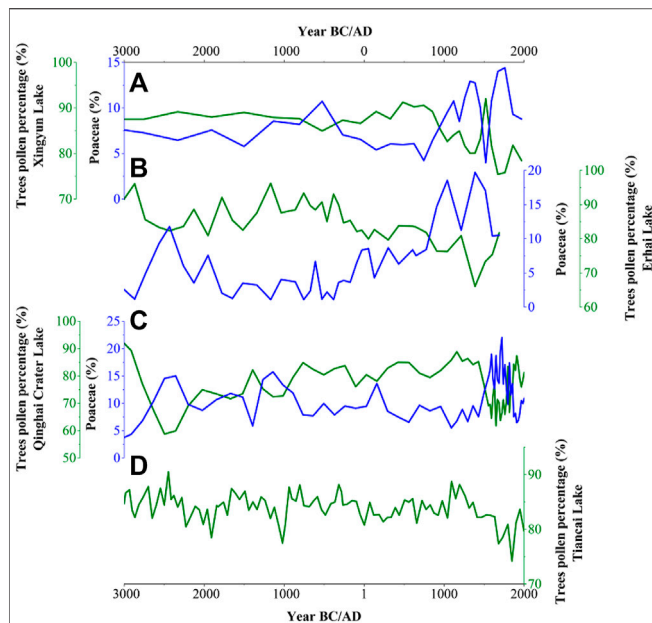 Year BC/AD
3000 2000 1000 0 1000 2000
Trees pollen percentage (%)
Xingyun Lake
100
90
80
70
Poaceae (%)
15
10
5
0
A
B
20
15
10
5
0
Poaceae (%)
100
90
80
70
60
Trees pollen percentage (%)
Erhai Lake
Trees pollen percentage (%)
Qinghai Crater Lake
100
90
80
70
60
50
Poaceae (%)
25
20
15
10
5
0
C
D
90
80
70
Trees pollen percentage (%)
Tiancai Lake
3000 2000 1000 0 1000 2000
Year BC/AD